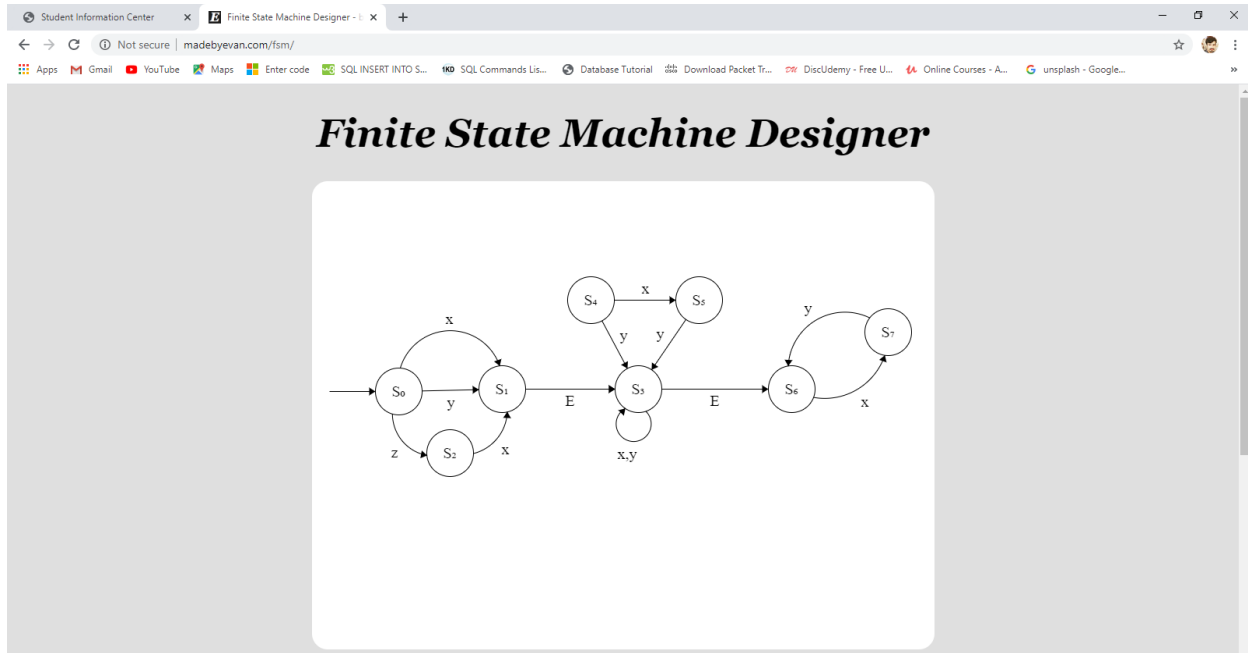 Student Information Center
Finite State Machine Designer - E
Not secure | madebyevan.com/fsm/
Apps Gmail YouTube Maps Enter code SQL INSERT INTO S... 1KD SQL Commands Lis... Database Tutorial Download Packet Tr... DiscUdemy - Free U... Online Courses - A... unsplash - Google... »
Finite State Machine Designer
S₄ x S₅
y y
y S₇
x
S₀ y S₁ E S₃ E S₆ x
z S₂ x x,y